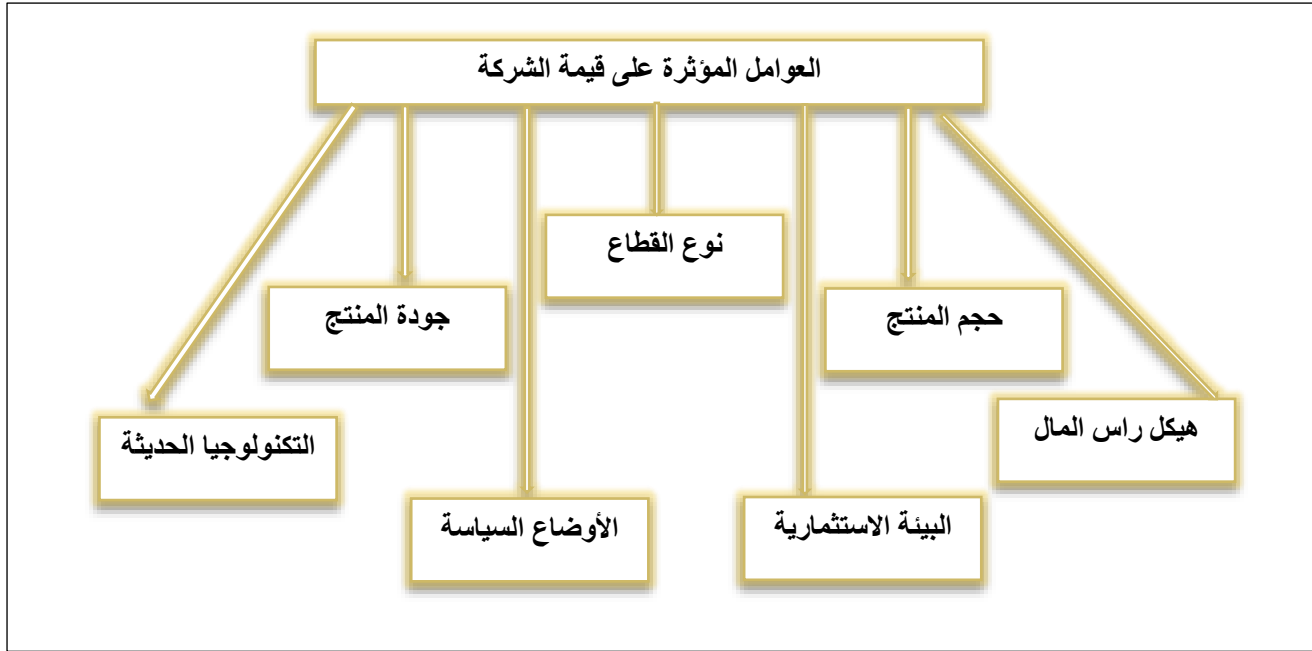 العوامل المؤثرة على قيمة الشركة
نوع القطاع
حجم المنتج
جودة المنتج
هيكل راس المال
التكنولوجيا الحديثة
البيئة الاستثمارية
الأوضاع السياسة